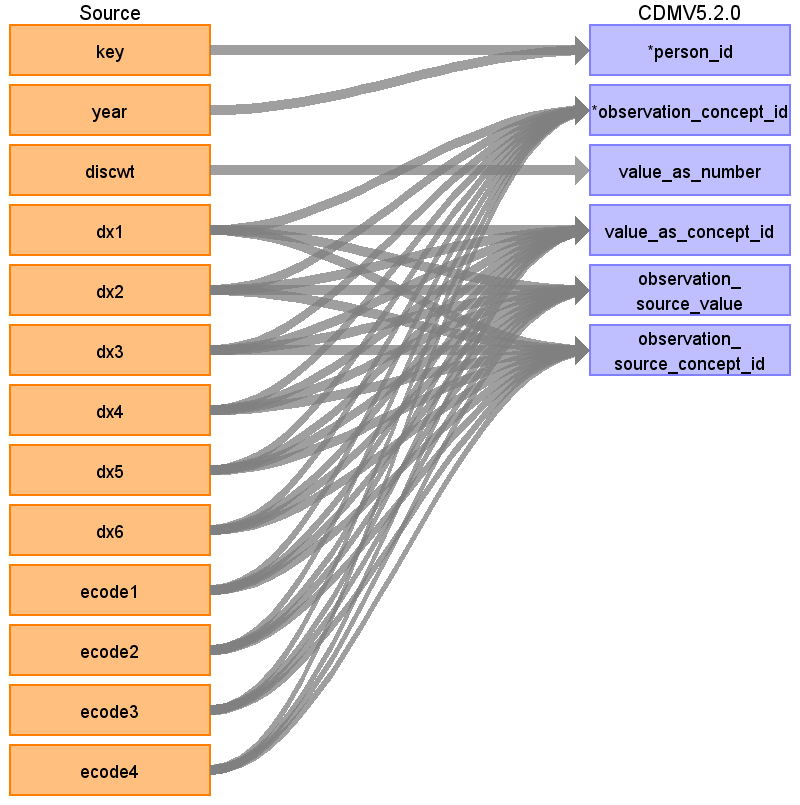 Source
CDMV5.2.0
key
*person_id
year
*observation_concept_id
discwt
value_as_number
dx1
value_as_concept_id
dx2
observation_
source_value
dx3
observation_
source_concept_id
dx4
dx5
dx6
ecode1
ecode2
ecode3
ecode4